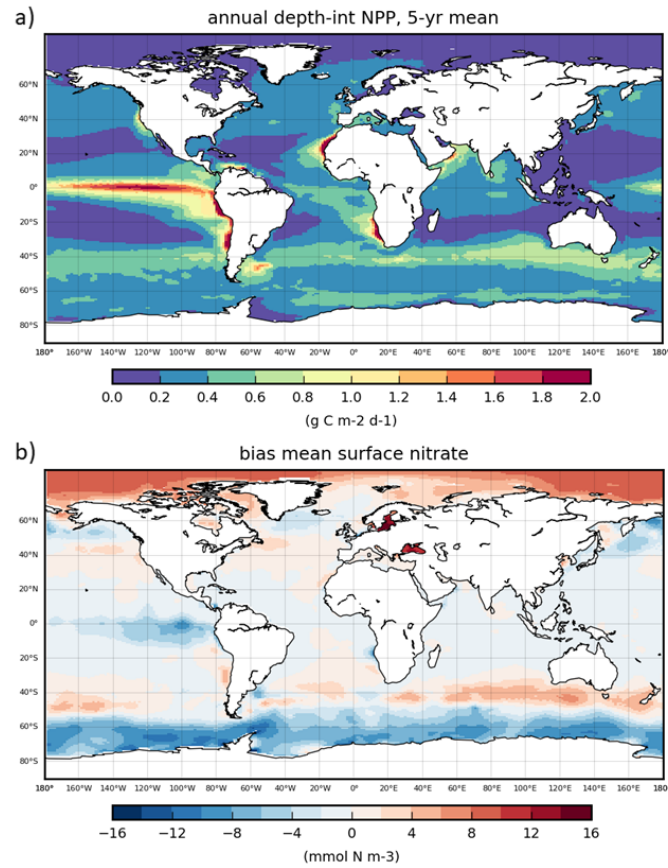 a)
annual depth-int NPP, 5-yr mean
60°N
40°N
20°N
0°
20°S
40°S
60°S
80°S
180° 160°W 140°W 120°W 100°W 80°W 60°W 40°W 20°W 0° 20°E 40°E 60°E 80°E 100°E 120°E 140°E 160°E 180°
0.0 0.2 0.4 0.6 0.8 1.0 1.2 1.4 1.6 1.8 2.0
(g C m-2 d-1)
b)
bias mean surface nitrate
60°N
40°N
20°N
0°
20°S
40°S
60°S
80°S
180° 160°W 140°W 120°W 100°W 80°W 60°W 40°W 20°W 0° 20°E 40°E 60°E 80°E 100°E 120°E 140°E 160°E 180°
−16 −12 −8 −4 0 4 8 12 16
(mmol N m-3)